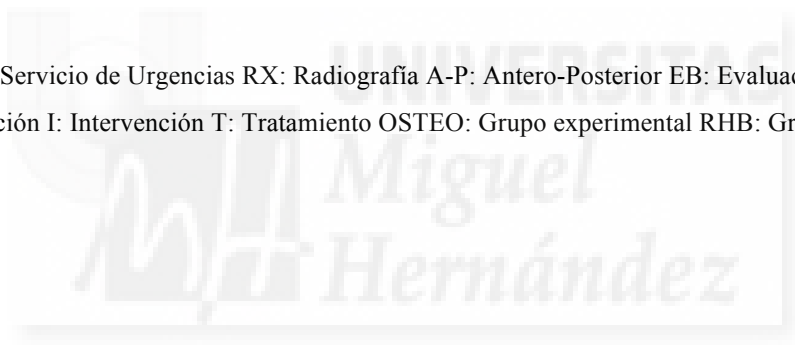 Servicio de Urgencias RX: Radiografía A-P: Antero-Posterior EB:
I: Intervención T: Tratamiento OSTEO: Grupo experimental RHB:
UNIVERSITAS
Miguel
Hernández